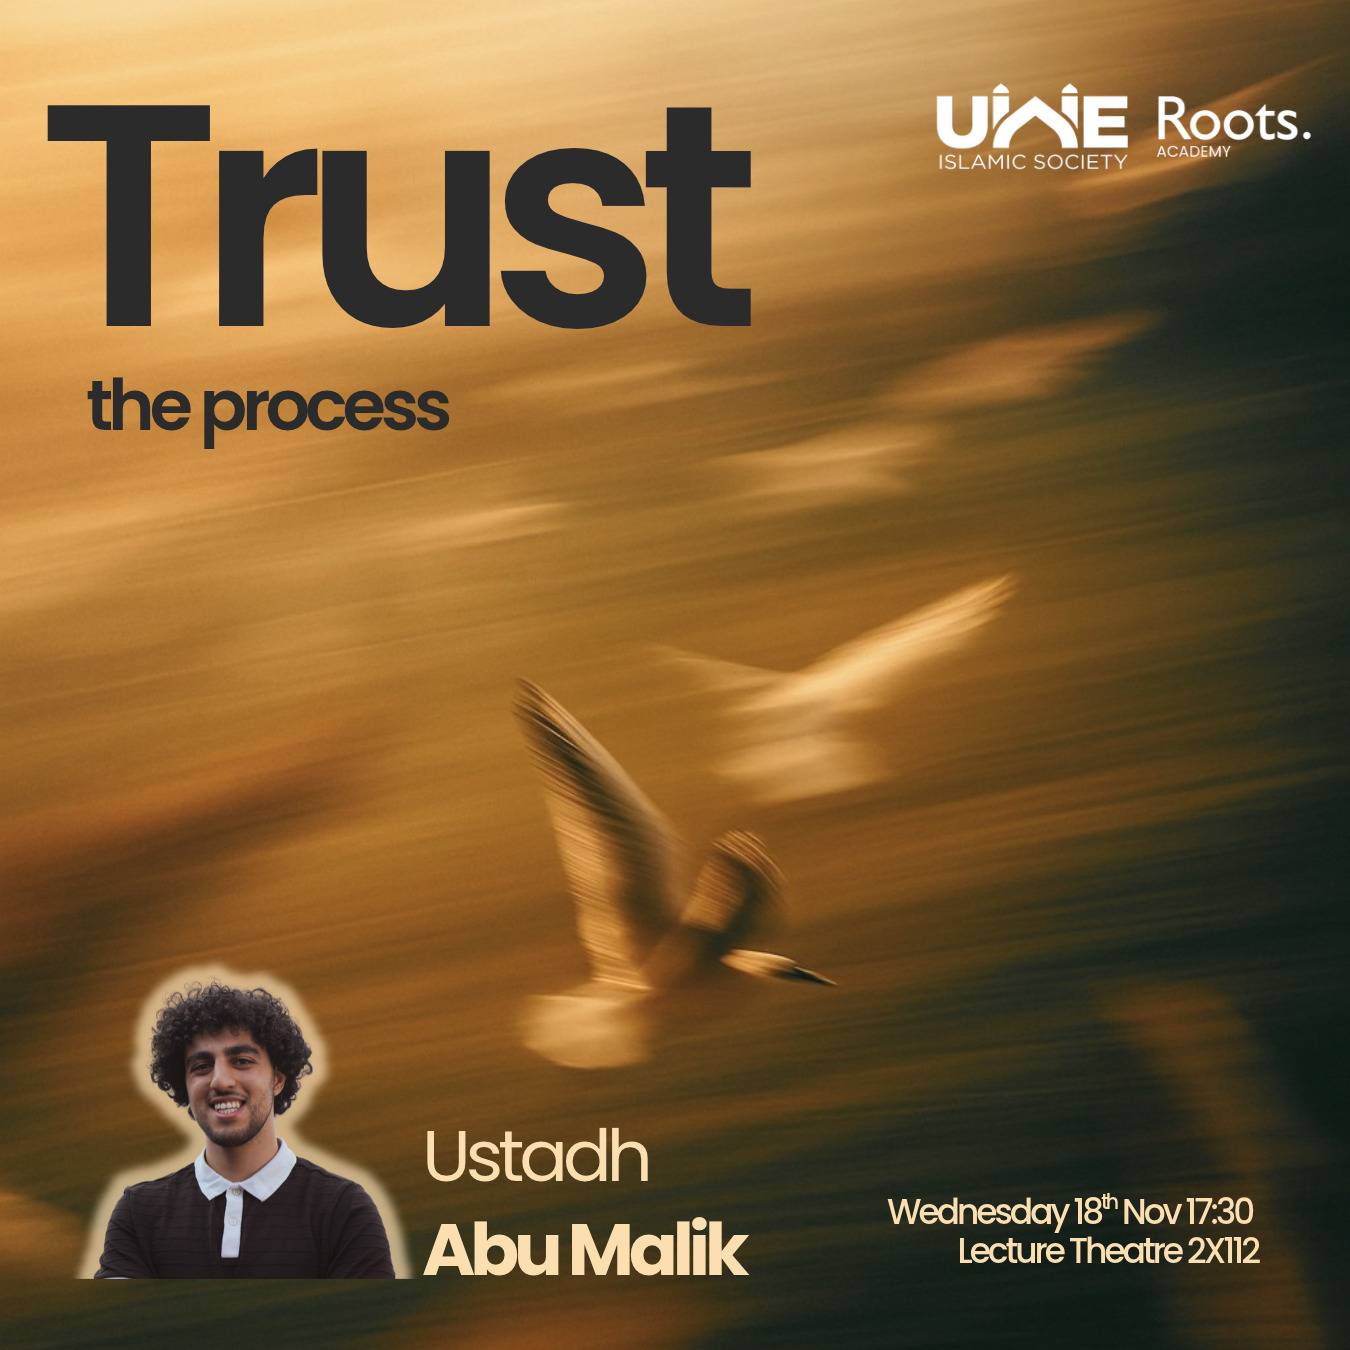 Trust
the process
UWE
ISLAMIC SOCIETY
Roots.
ACADEMY
Ustadh
Abu Malik
Wednesday 18th Nov 17:30
Lecture Theatre 2X112